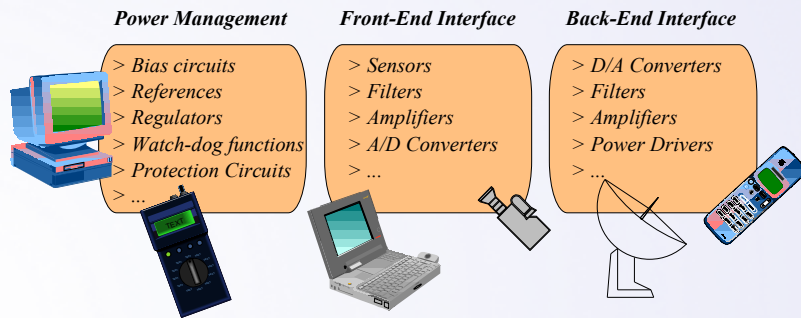 Power Management
> Bias circuits
> References
> Regulators
> Watch-dog functions
> Protection Circuits
> ...
TEXT
Front-End Interface
> Sensors
> Filters
> Amplifiers
> A/D Converters
> ...
Back-End Interface
> D/A Converters
> Filters
> Amplifiers
> Power Drivers
> ...